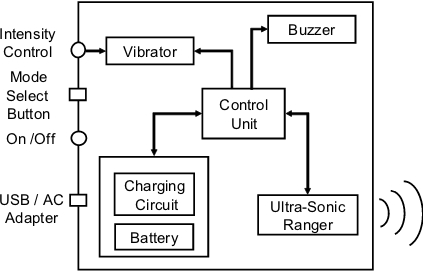 Intensity
Control
Mode
Select
Button
On /Off
USB / AC
Adapter
Vibrator
Buzzer
Control
Unit
Charging
Circuit
Battery
Ultra-Sonic
Ranger